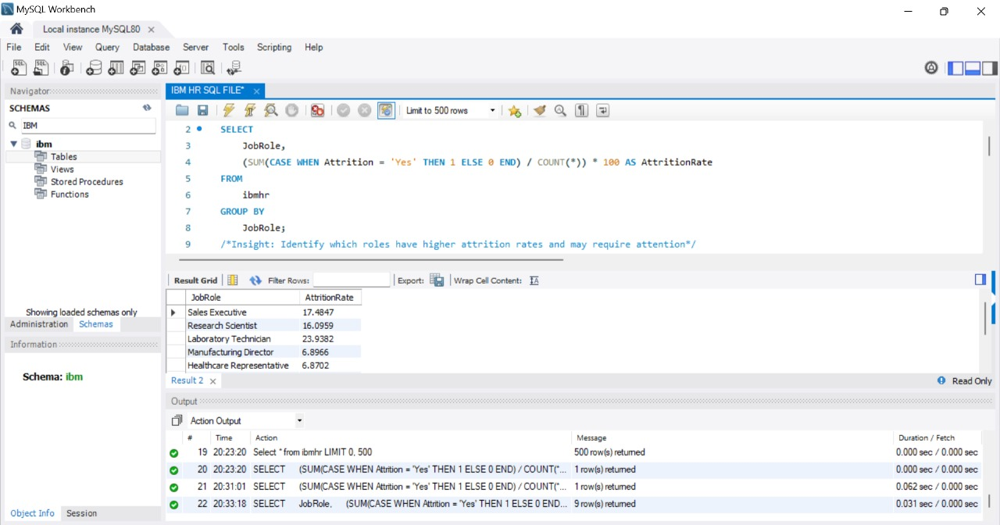 MySQL Workbench
Local instance MySQL80
File Edit View Query Database Server Tools Scripting Help
Navigator
SCHEMAS
IBM
ibm
Tables
Views
Stored Procedures
Functions
Showing loaded schemas only
Administration Schemas
Information
Schema: ibm
Object Info Session
IBM HR SQL FILE*
Limit to 500 rows
2 SELECT
3 JobRole,
4 (SUM(CASE WHEN Attrition = 'Yes' THEN 1 ELSE 0 END) / COUNT(*)) * 100 AS AttritionRate
5 FROM
6 ibmhr
7 GROUP BY
8 JobRole;
9 /*Insight: Identify which roles have higher attrition rates and may require attention*/
Result Grid Filter Rows: Export: Wrap Cell Content:
JobRole AttritionRate
Sales Executive 17.4847
Research Scientist 16.0959
Laboratory Technician 23.9382
Manufacturing Director 6.8966
Healthcare Representative 6.8702
Result 2 Read Only
Output
Action Output
# Time Action Message Duration / Fetch
19 20:23:20 Select * from ibmhr LIMIT 0, 500 500 row(s) returned 0.000 sec / 0.000 sec
20 20:23:20 SELECT (SUM(CASE WHEN Attrition = 'Yes' THEN 1 ELSE 0 END) / COUNT(*... 1 row(s) returned 0.000 sec / 0.000 sec
21 20:31:01 SELECT (SUM(CASE WHEN Attrition = 'Yes' THEN 1 ELSE 0 END) / COUNT(*... 1 row(s) returned 0.062 sec / 0.000 sec
22 20:33:18 SELECT JobRole, (SUM(CASE WHEN Attrition = 'Yes' THEN 1 ELSE 0 END... 9 row(s) returned 0.031 sec / 0.000 sec